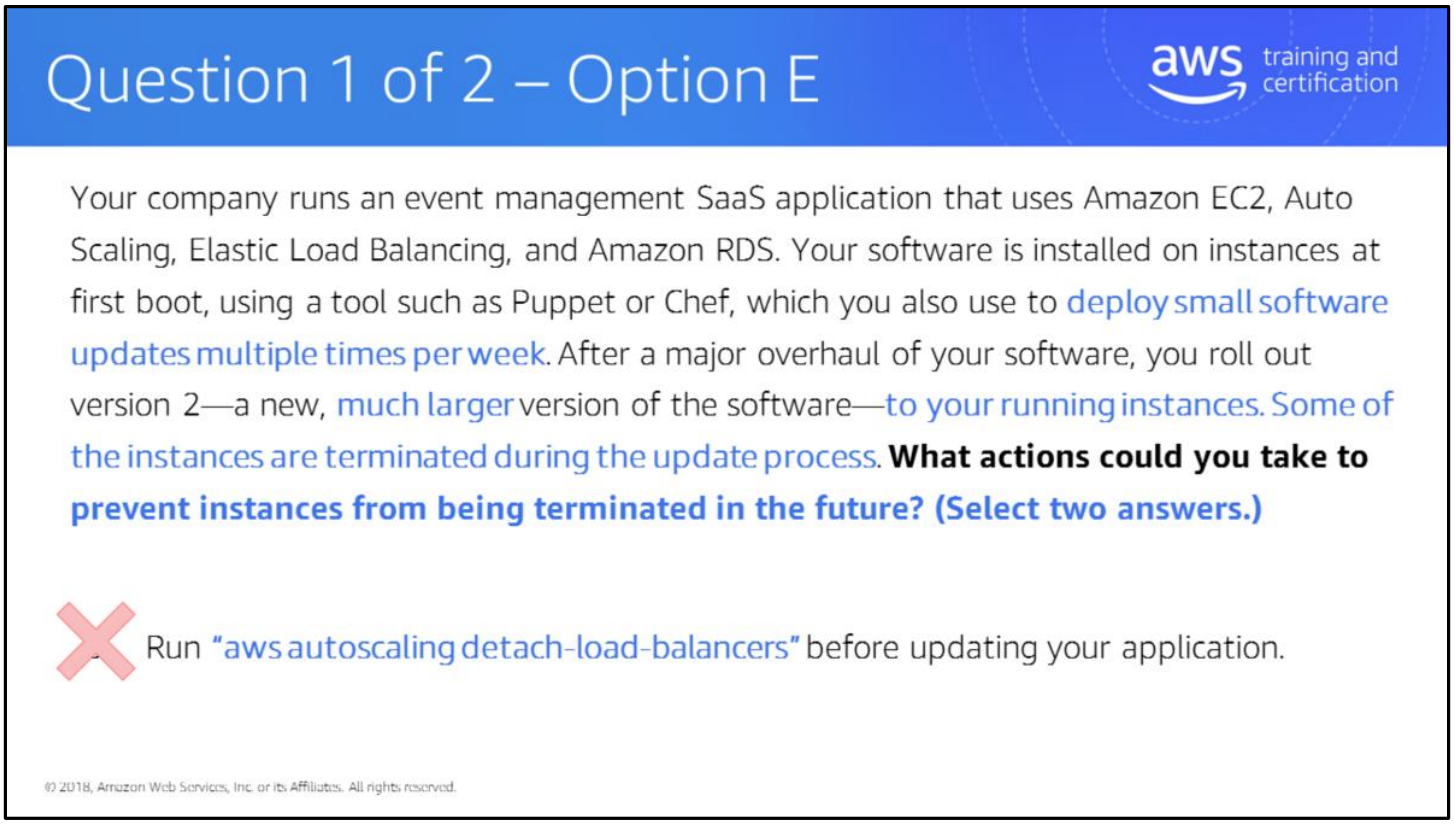 Question 1 of 2 – Option E
aws training and
certification
Your company runs an event management SaaS application that uses Amazon EC2, Auto
Scaling, Elastic Load Balancing, and Amazon RDS. Your software is installed on instances at
first boot, using a tool such as Puppet or Chef, which you also use to deploy small software
updates multiple times per week. After a major overhaul of your software, you roll out
version 2—a new, much larger version of the software—to your running instances. Some of
the instances are terminated during the update process. What actions could you take to
prevent instances from being terminated in the future? (Select two answers.)
Run “aws autoscaling detach-load-balancers” before updating your application.
© 2018, Amazon Web Services, Inc. or its Affiliates. All rights reserved.